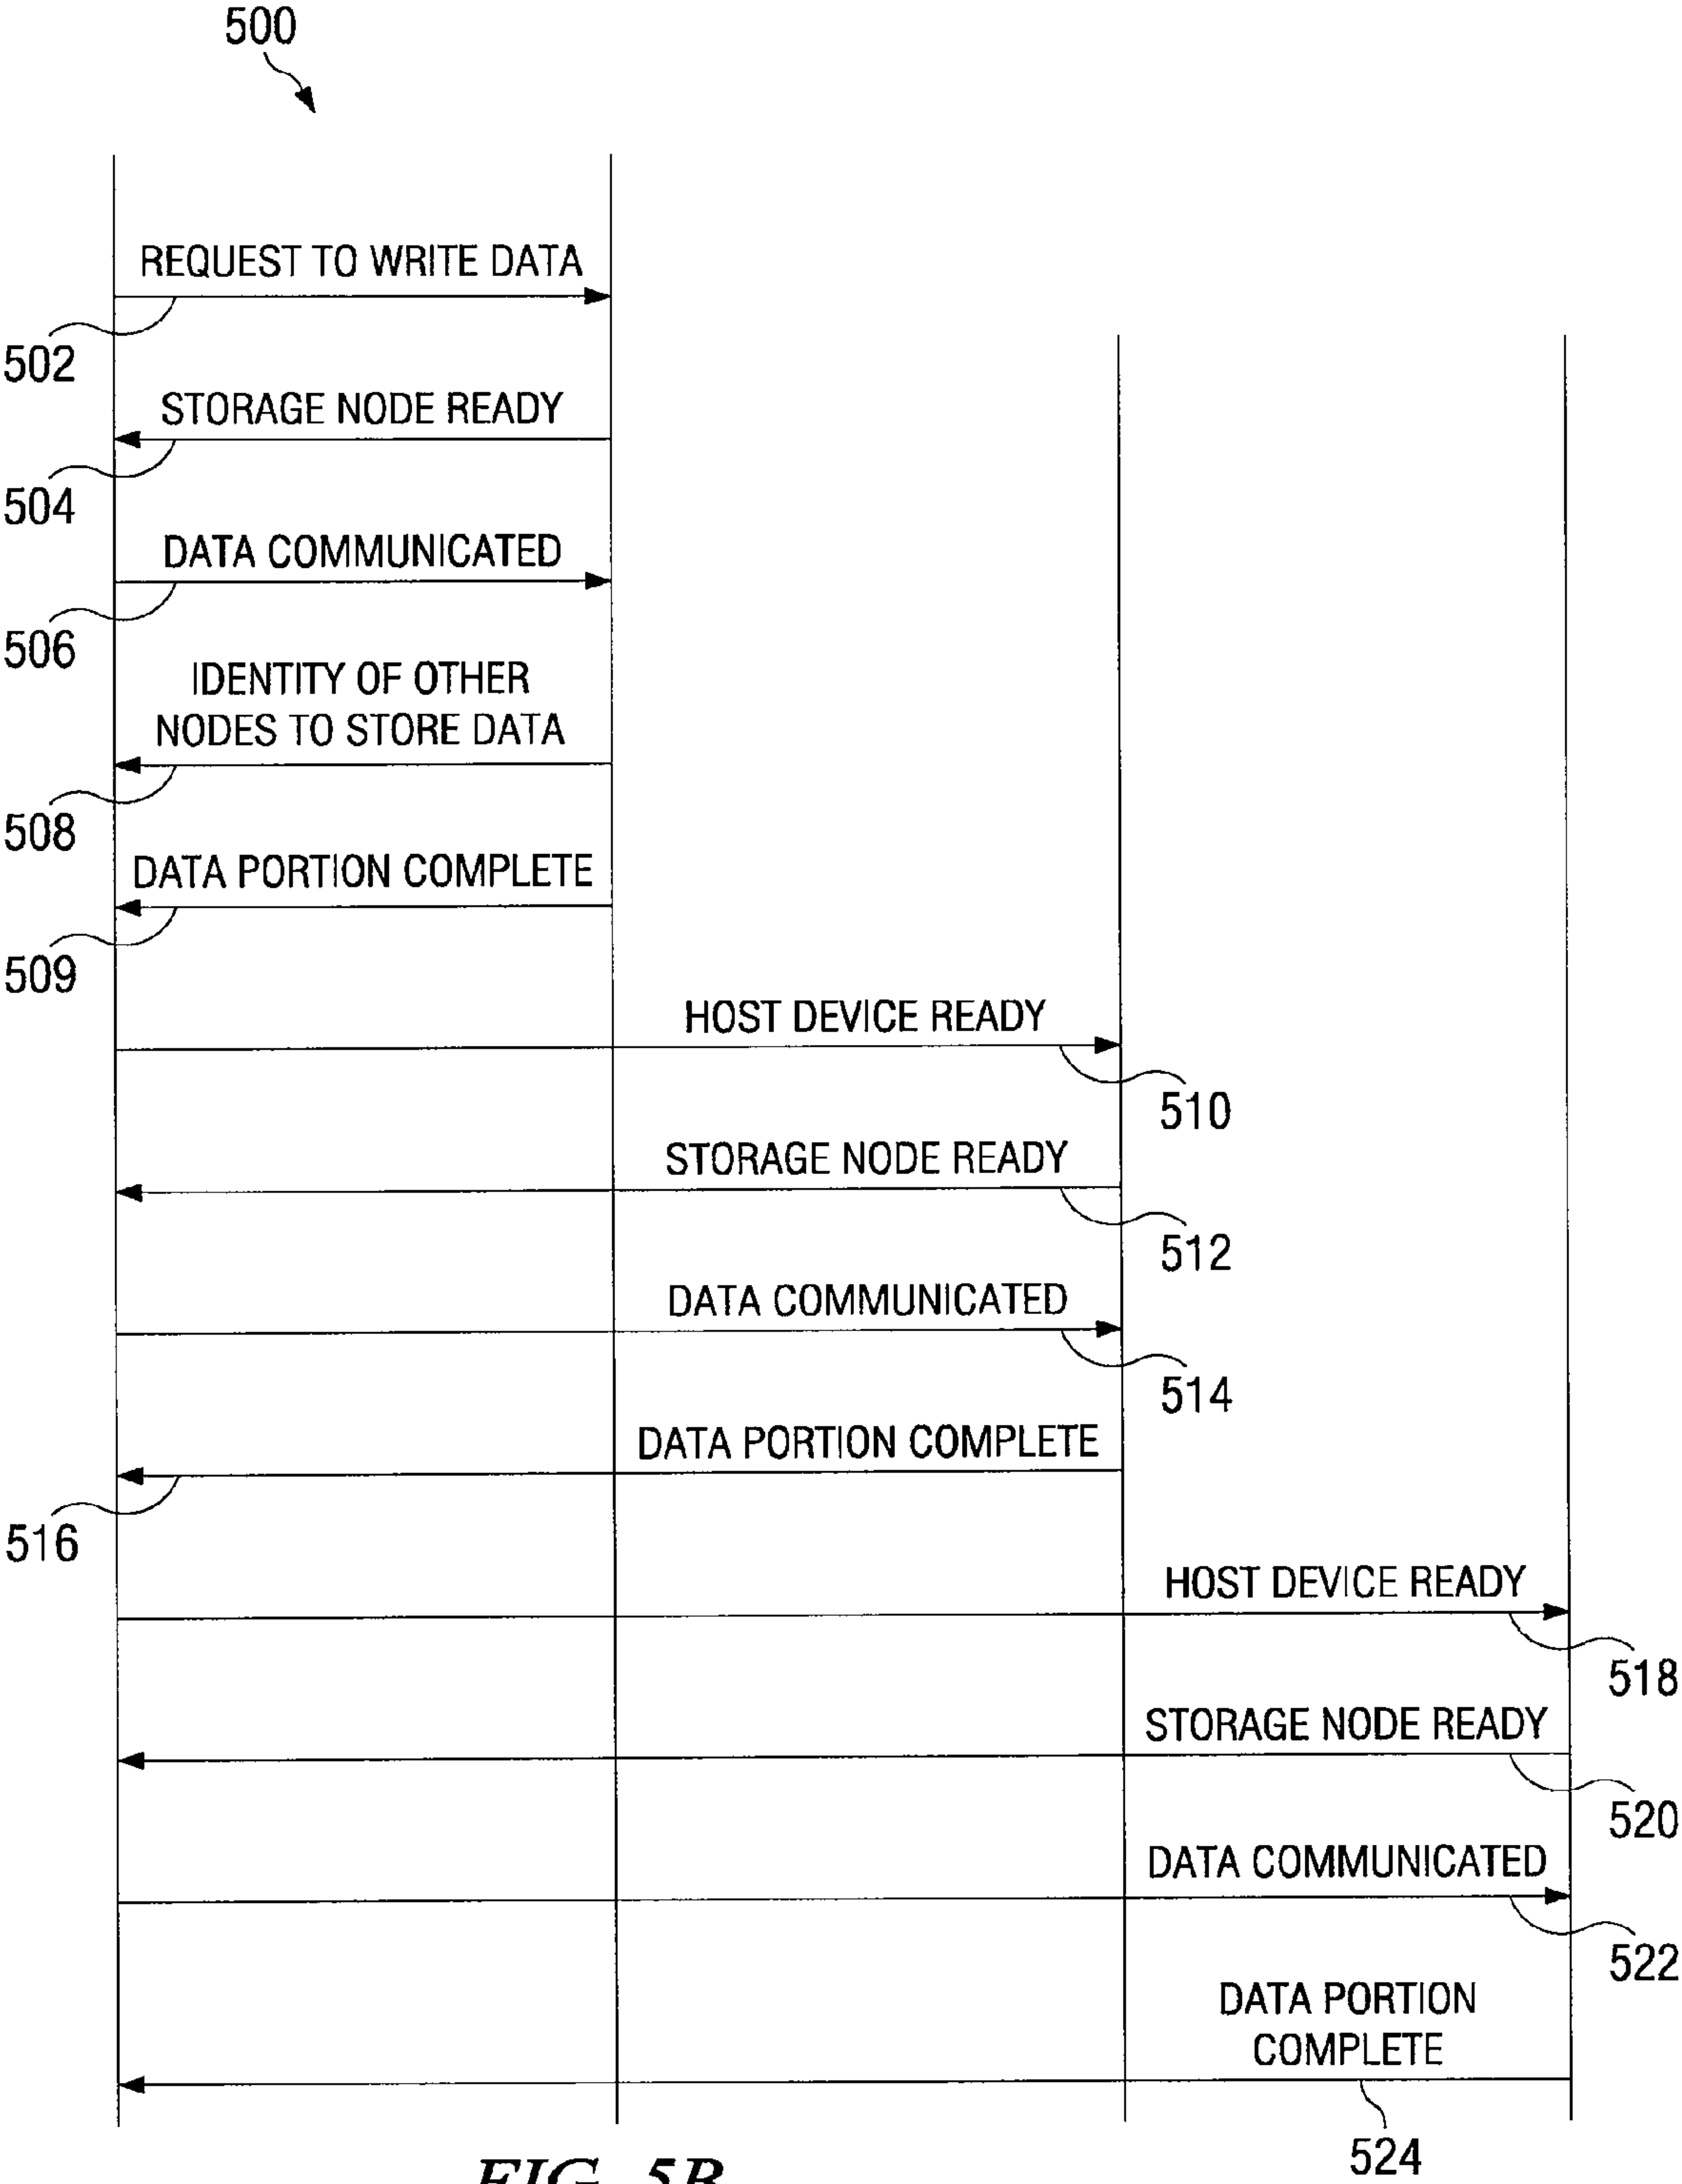 500
REQUEST TO WRITE DATA
502
STORAGE NODE READY
504
DATA COMMUNICATED
506
IDENTITY OF OTHER
NODES TO STORE DATA
508
DATA PORTION COMPLETE
509
HOST DEVICE READY
510
STORAGE NODE READY
512
DATA COMMUNICATED
514
DATA PORTION COMPLETE
516
HOST DEVICE READY
518
STORAGE NODE READY
520
DATA COMMUNICATED
522
DATA PORTION
COMPLETE
524
FIG. 5B